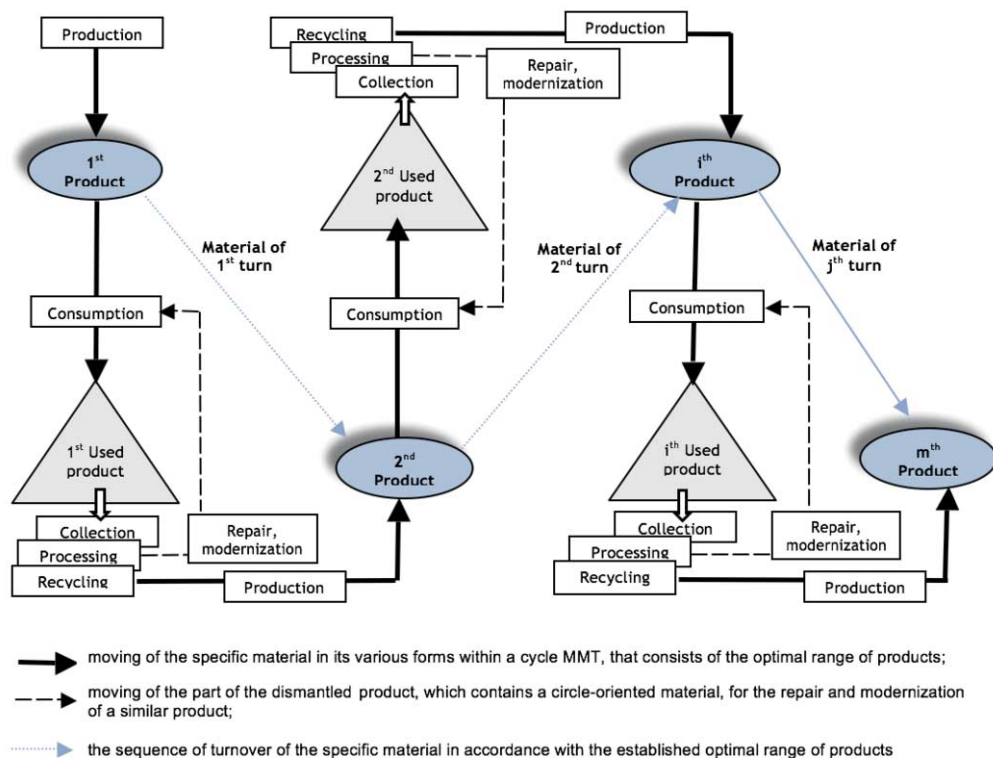 Production
1st
Product
Material of
1st turn
Consumption
1st Used
product
Collection
Processing
Recycling
Repair,
modernization
Production
2nd
Product
Recycling
Processing
Collection
Repair,
modernization
Production
2nd Used
product
Consumption
Material of
2nd turn
ith
Product
Material of
jth turn
Consumption
ith Used
product
Collection
Processing
Recycling
Repair,
modernization
Production
mth
Product
moving of the specific material in its various forms within a cycle MMT, that consists of the optimal range of products;
moving of the part of the dismantled product, which contains a circle-oriented material, for the repair and modernization
of a similar product;
the sequence of turnover of the specific material in accordance with the established optimal range of products